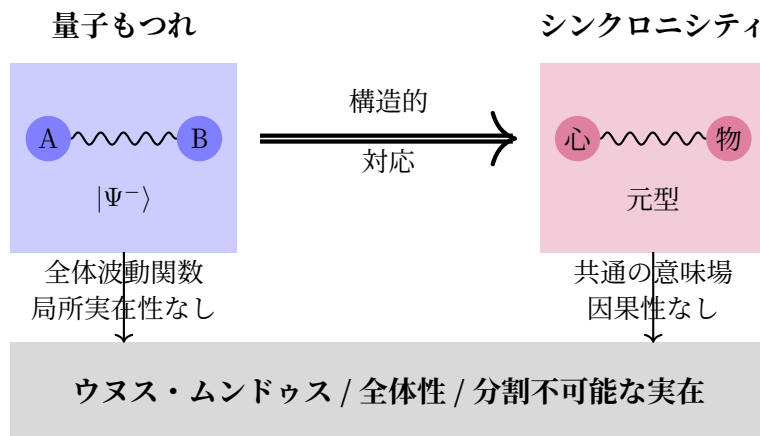 量子もつれ
シンクロニシティ
構造的
対応
A
B
|Ψ⁻⟩
心
物
元型
全体波動関数
局所実在性なし
共通の意味場
因果性なし
ウヌス・ムンドゥス / 全体性 / 分割不可能な実在